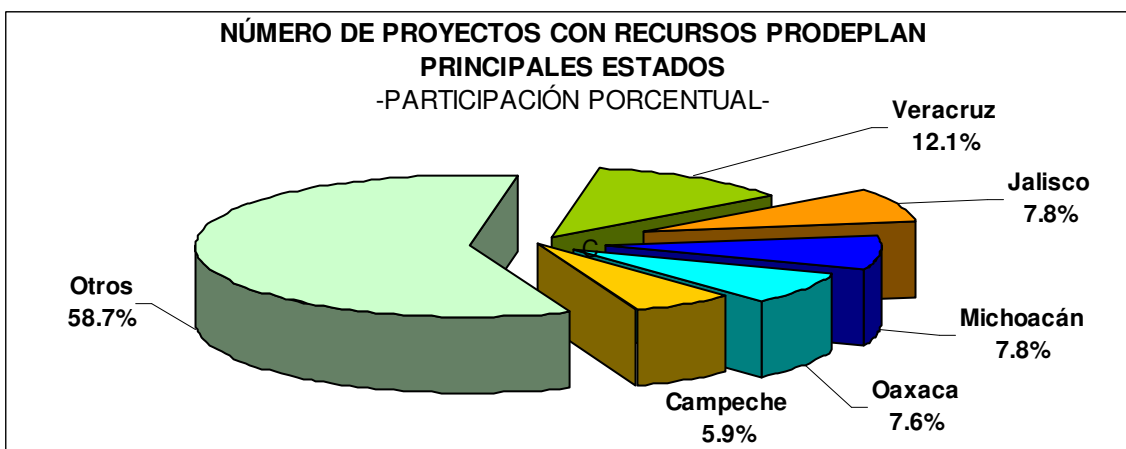 NÚMERO DE PROYECTOS CON RECURSOS PRODEPLAN
PRINCIPALES ESTADOS
-PARTICIPACIÓN PORCENTUAL-
Veracruz
12.1%
Jalisco
7.8%
Michoacán
7.8%
Oaxaca
7.6%
Campeche
5.9%
Otros
58.7%
C